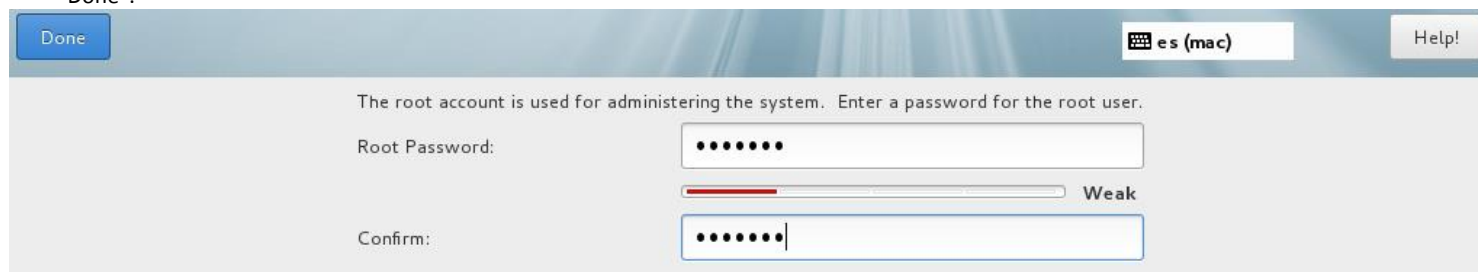 Done".
Done
es (mac)
Help!
The root account is used for administering the system. Enter a password for the root user.
Root Password:
•••••••
Weak
Confirm:
•••••••